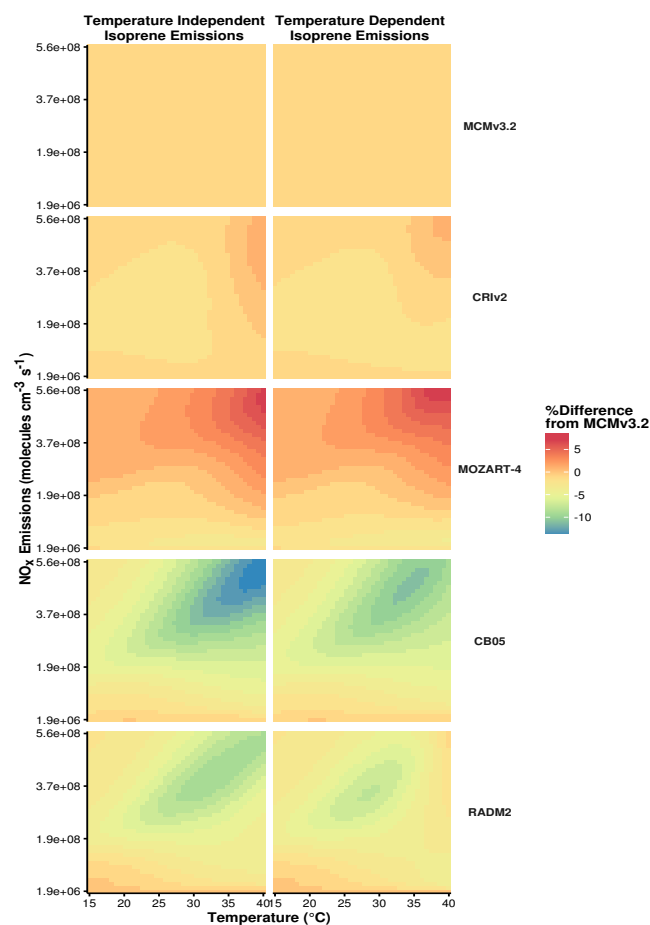 Temperature Independent
Isoprene Emissions
Temperature Dependent
Isoprene Emissions
5.6e+08
3.7e+08
1.9e+08
1.9e+06
MCMv3.2
5.6e+08
3.7e+08
1.9e+08
1.9e+06
CRIv2
5.6e+08
3.7e+08
1.9e+08
1.9e+06
MOZART-4
5.6e+08
3.7e+08
1.9e+08
1.9e+06
CB05
5.6e+08
3.7e+08
1.9e+08
1.9e+06
RADM2
NOx Emissions (molecules cm⁻³ s⁻¹)
15 20 25 30 35 40 15 20 25 30 35 40
Temperature (°C)
%Difference
from MCMv3.2
5
0
-5
-10